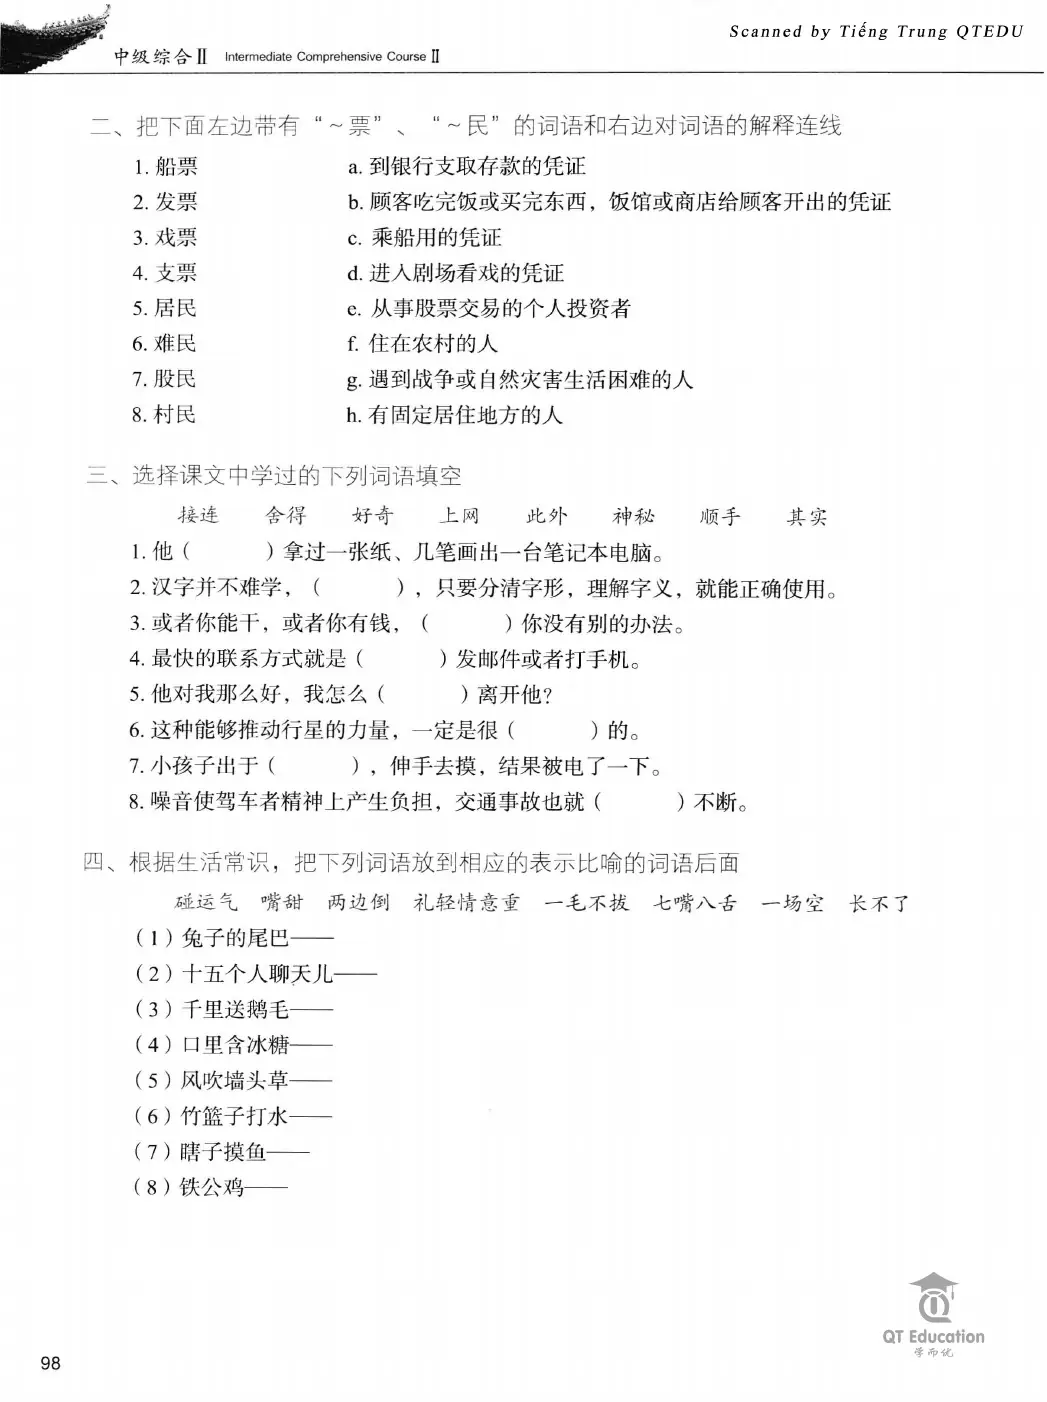 Scanned by Tiếng Trung QTEDU
中级综合Ⅱ Intermediate Comprehensive Course Ⅱ
二、把下面左边带有“～票”、“～民”的词语和右边对词语的解释连线
1. 船票 a. 到银行支取存款的凭证
2. 发票 b. 顾客吃完饭或买完东西，饭馆或商店给顾客开出的凭证
3. 戏票 c. 乘船用的凭证
4. 支票 d. 进入剧场看戏的凭证
5. 居民 e. 从事股票交易的个人投资者
6. 难民 f. 住在农村的人
7. 股民 g. 遇到战争或自然灾害生活困难的人
8. 村民 h. 有固定居住地方的人
三、选择课文中学过的下列词语填空
接连 舍得 好奇 上网 此外 神秘 顺手 其实
1. 他（ ）拿过一张纸、几笔画出一台笔记本电脑。
2. 汉字并不难学，（ ），只要分清字形，理解字义，就能正确使用。
3. 或者你能干，或者你有钱，（ ）你没有别的办法。
4. 最快的联系方式就是（ ）发邮件或者打手机。
5. 他对我那么好，我怎么（ ）离开他？
6. 这种能够推动行星的力量，一定是很（ ）的。
7. 小孩子出于（ ），伸手去摸，结果被电了一下。
8. 噪音使驾车者精神上产生负担，交通事故也就（ ）不断。
四、根据生活常识，把下列词语放到相应的表示比喻的词语后面
碰运气 嘴甜 两边倒 礼轻情意重 一毛不拔 七嘴八舌 一场空 长不了
（1）兔子的尾巴——
（2）十五个人聊天儿——
（3）千里送鹅毛——
（4）口里含冰糖——
（5）风吹墙头草——
（6）竹篮子打水——
（7）瞎子摸鱼——
（8）铁公鸡——
QT Education
学而优
98